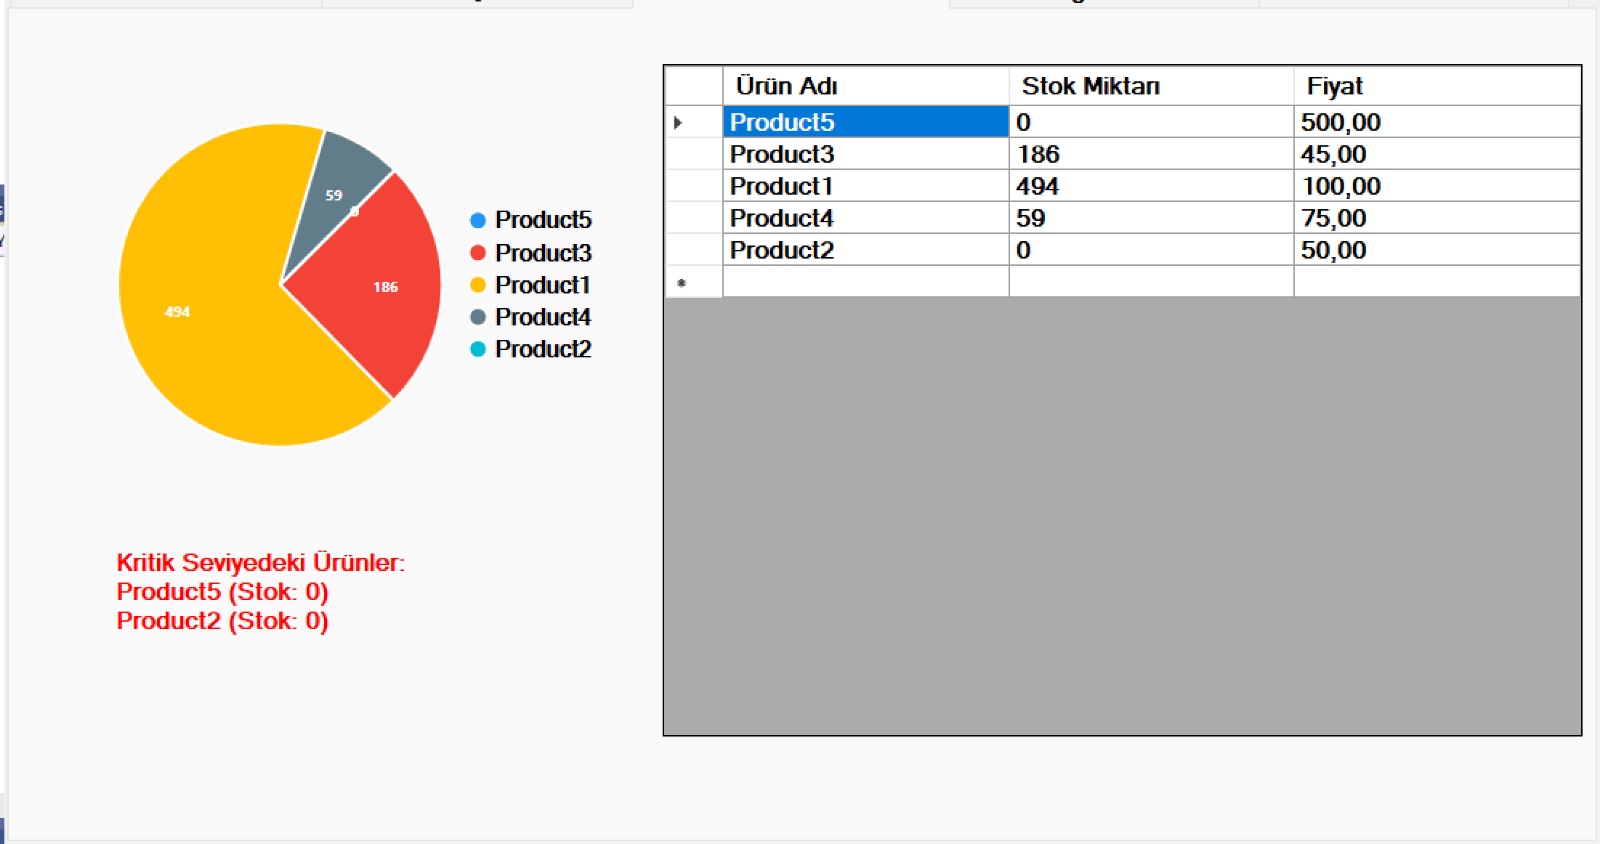 59
0
186
494
Product5
Product3
Product1
Product4
Product2
Kritik Seviyedeki Ürünler:
Product5 (Stok: 0)
Product2 (Stok: 0)
Ürün Adı Stok Miktarı Fiyat
Product5 0 500,00
Product3 186 45,00
Product1 494 100,00
Product4 59 75,00
Product2 0 50,00